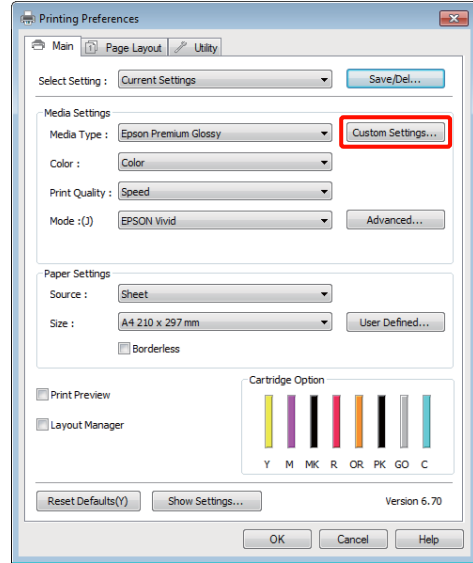 Printing Preferences
Main Page Layout Utility
Select Setting : Current Settings Save/Del...
Media Settings
Media Type : Epson Premium Glossy Custom Settings...
Color : Color
Print Quality : Speed
Mode :(J) EPSON Vivid Advanced...
Paper Settings
Source : Sheet
Size : A4 210 x 297 mm User Defined...
Borderless
Print Preview
Layout Manager
Cartridge Option
Y M MK R OR PK GO C
Reset Defaults(Y) Show Settings... Version 6.70
OK Cancel Help